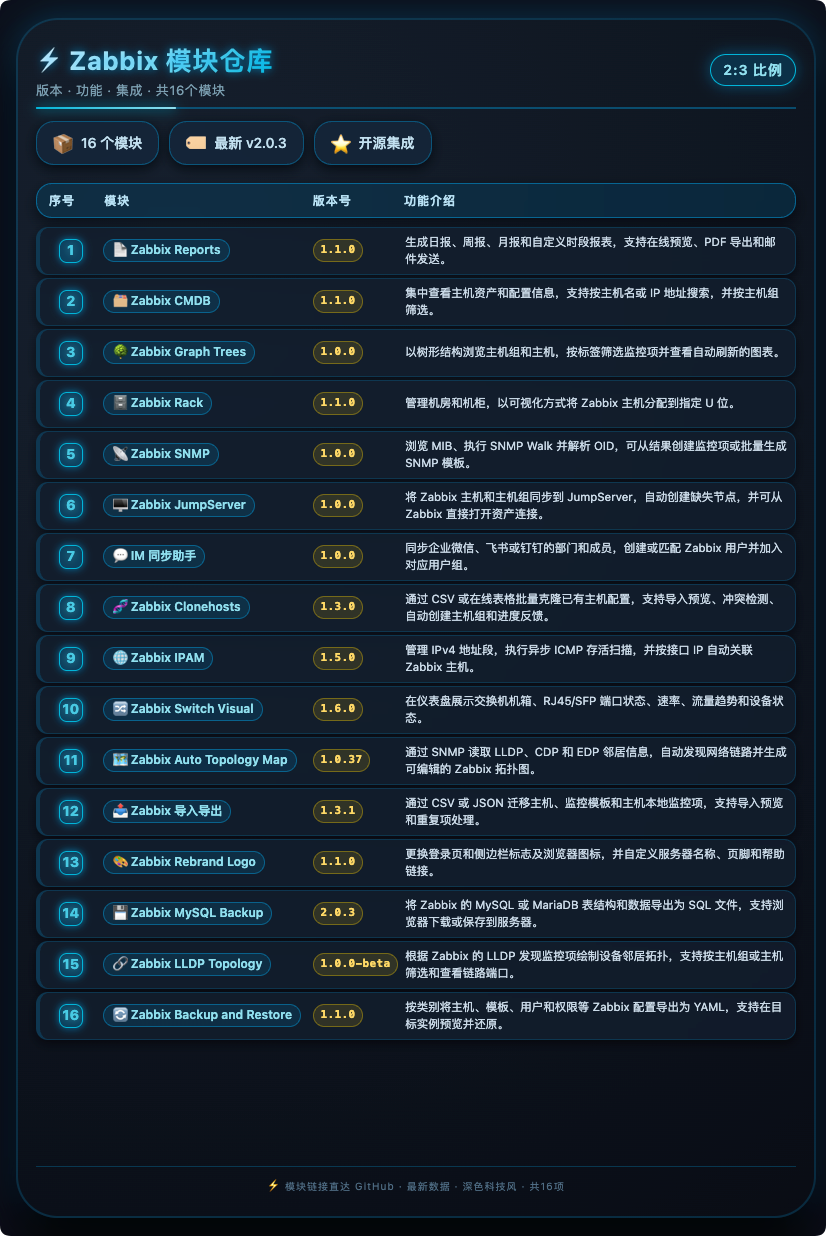 ⚡ Zabbix 模块仓库
版本 · 功能 · 集成 · 共16个模块
2:3 比例
📦 16 个模块
🏷️ 最新 v2.0.3
⭐ 开源集成
序号 模块 版本号 功能介绍
1 📄 Zabbix Reports 1.1.0 生成日报、周报、月报和自定义时段报表，支持在线预览、PDF 导出和邮
件发送。
2 🗂️ Zabbix CMDB 1.1.0 集中查看主机资产和配置信息，支持按主机名或 IP 地址搜索，并按主机组
筛选。
3 🌳 Zabbix Graph Trees 1.0.0 以树形结构浏览主机组和主机，按标签筛选监控项并查看自动刷新的图表。
4 🗄️ Zabbix Rack 1.1.0 管理机房和机柜，以可视化方式将 Zabbix 主机分配到指定 U 位。
5 📡 Zabbix SNMP 1.0.0 浏览 MIB、执行 SNMP Walk 并解析 OID，可从结果创建监控项或批量生成
SNMP 模板。
6 🖥️ Zabbix JumpServer 1.0.0 将 Zabbix 主机和主机组同步到 JumpServer，自动创建缺失节点，并可从
Zabbix 直接打开资产连接。
7 💬 IM 同步助手 1.0.0 同步企业微信、飞书或钉钉的部门和成员，创建或匹配 Zabbix 用户并加入
对应用户组。
8 🧬 Zabbix Clonehosts 1.3.0 通过 CSV 或在线表格批量克隆已有主机配置，支持导入预览、冲突检测、
自动创建主机组和进度反馈。
9 🌐 Zabbix IPAM 1.5.0 管理 IPv4 地址段，执行异步 ICMP 存活扫描，并按接口 IP 自动关联
Zabbix 主机。
10 🔀 Zabbix Switch Visual 1.6.0 在仪表盘展示交换机机箱、RJ45/SFP 端口状态、速率、流量趋势和设备状
态。
11 🗺️ Zabbix Auto Topology Map 1.0.37 通过 SNMP 读取 LLDP、CDP 和 EDP 邻居信息，自动发现网络链路并生成
可编辑的 Zabbix 拓扑图。
12 📤 Zabbix 导入导出 1.3.1 通过 CSV 或 JSON 迁移主机、监控模板和主机本地监控项，支持导入预览
和重复项处理。
13 🎨 Zabbix Rebrand Logo 1.1.0 更换登录页和侧边栏标志及浏览器图标，并自定义服务器名称、页脚和帮助
链接。
14 💾 Zabbix MySQL Backup 2.0.3 将 Zabbix 的 MySQL 或 MariaDB 表结构和数据导出为 SQL 文件，支持浏
览器下载或保存到服务器。
15 🔗 Zabbix LLDP Topology 1.0.0-beta 根据 Zabbix 的 LLDP 发现监控项绘制设备邻居拓扑，支持按主机组或主机
筛选和查看链路端口。
16 🔄 Zabbix Backup and Restore 1.1.0 按类别将主机、模板、用户和权限等 Zabbix 配置导出为 YAML，支持在目
标实例预览并还原。
⚡ 模块链接直达 GitHub · 最新数据 · 深色科技风 · 共16项